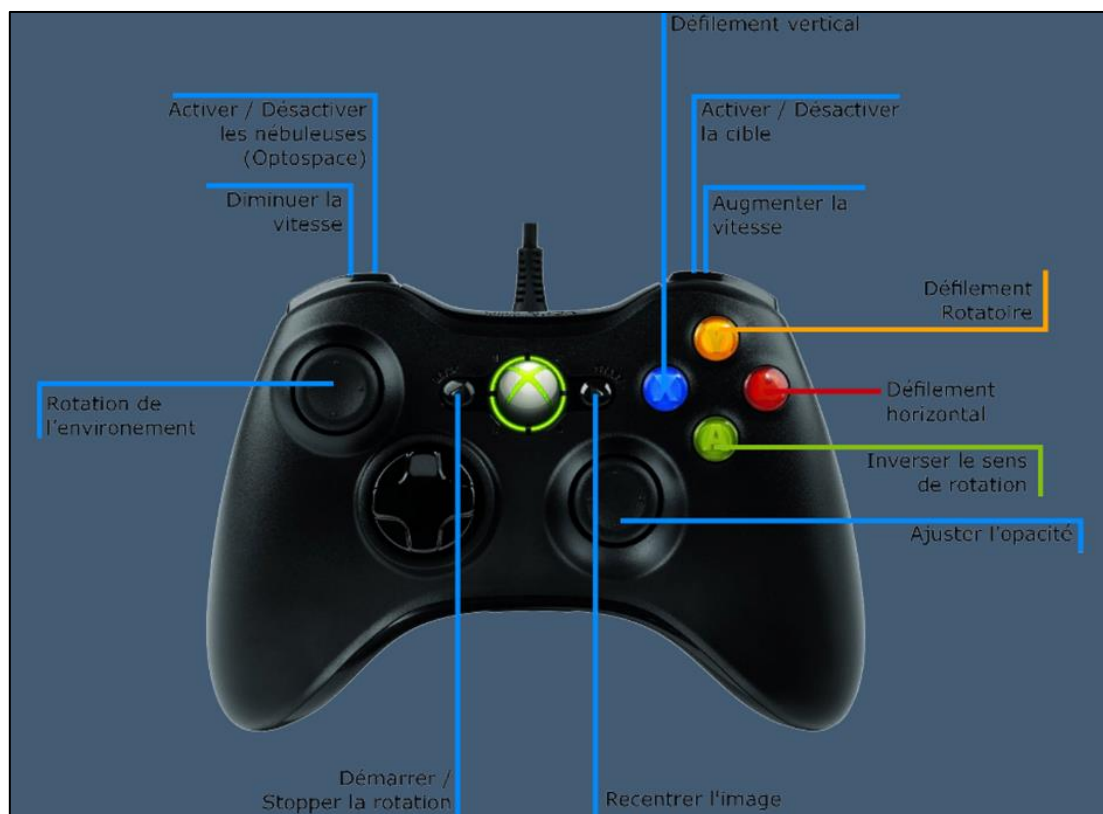 Défilement vertical
Activer / Désactiver
les nébuleuses
(Optospace)
Activer / Désactiver
la cible
Diminuer la
vitesse
Augmenter la
vitesse
Défilement
Rotatoire
Rotation de
l'environement
Défilement
horizontal
Inverser le sens
de rotation
Ajuster l'opacité
Démarrer /
Stopper la rotation
Recentrer l'image
Y
X
A